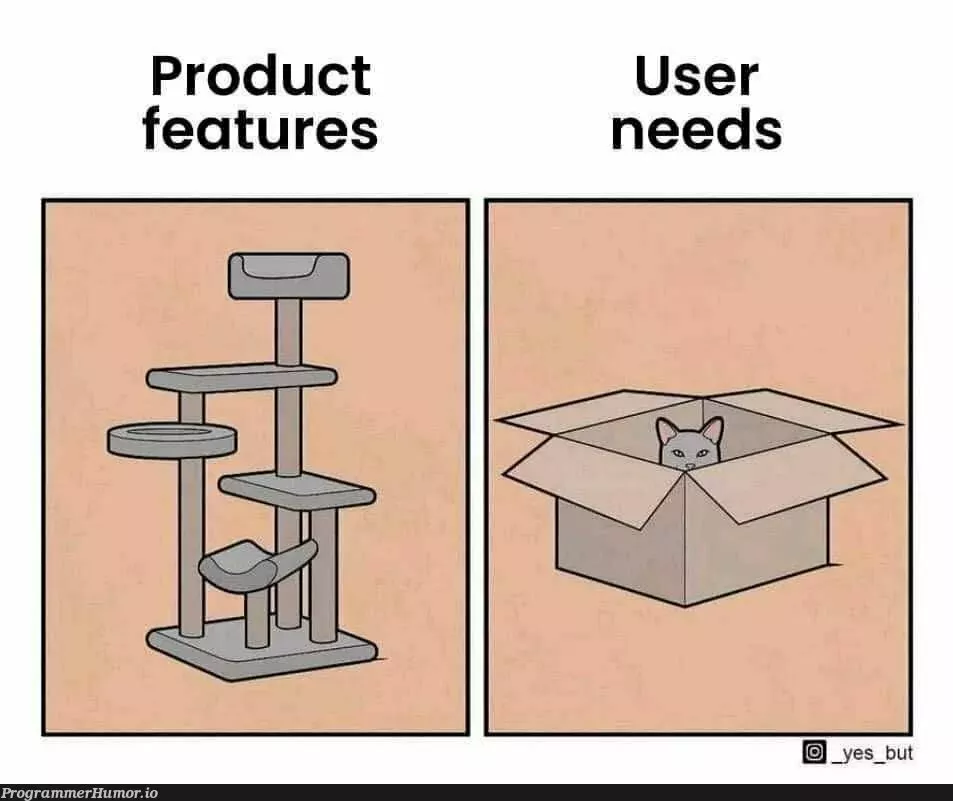 Product
features
User
needs
_yes_but
ProgrammerHumor.io